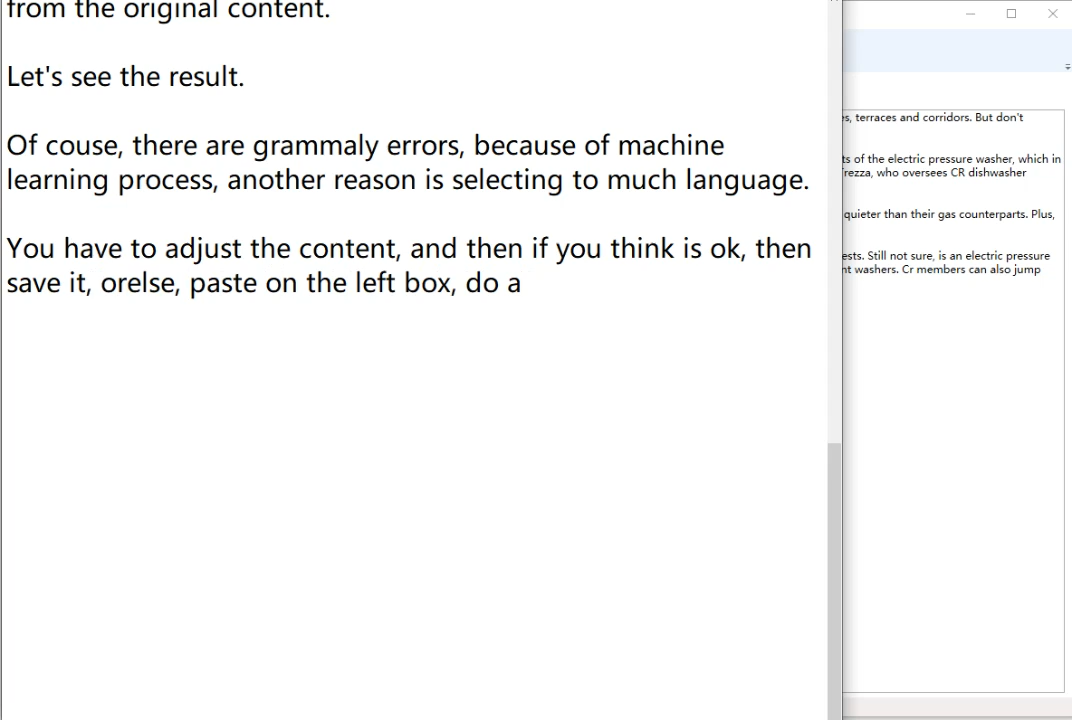 from the original content.
Let's see the result.
Of couse, there are grammaly errors, because of machine
learning process, another reason is selecting to much language.
You have to adjust the content, and then if you think is ok, then
save it, orelse, paste on the left box, do a
s, terraces and corridors. But don't
ts of the electric pressure washer, which in
rezza, who oversees CR dishwasher
quieter than their gas counterparts. Plus,
ests. Still not sure, is an electric pressure
nt washers. Cr members can also jump